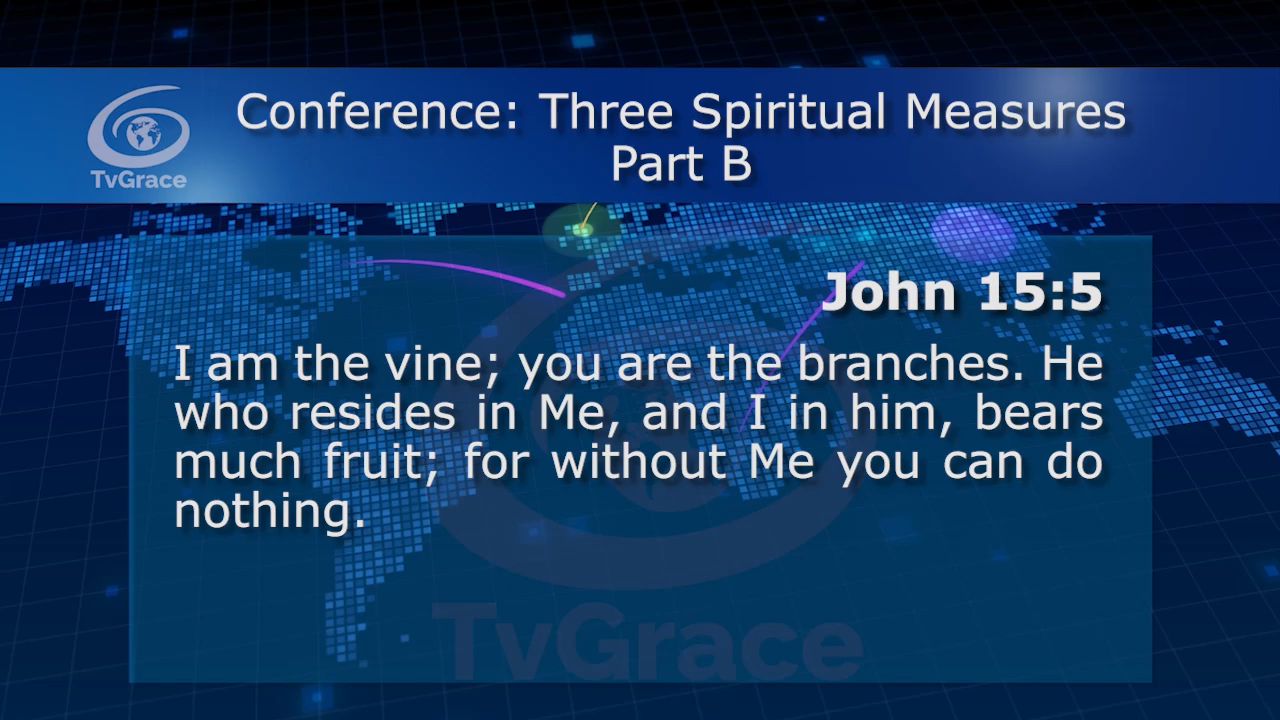 Conference: Three Spiritual Measures
Part B
TvGrace
John 15:5
I am the vine; you are the branches. He
who resides in Me, and I in him, bears
much fruit; for without Me you can do
nothing.
TvGrace